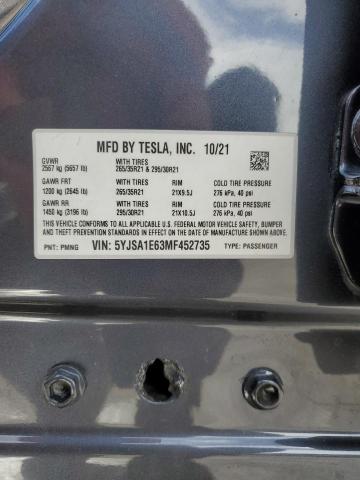 MFD BY TESLA, INC. 10/21
GVWR WITH TIRES
2567 kg (5657 lb) 265/35R21 & 295/30R21
GAWR FRT WITH TIRES RIM COLD TIRE PRESSURE
1200 kg (2645 lb) 265/35R21 21X9.5J 276 kPa, 40 psi
GAWR RR WITH TIRES RIM COLD TIRE PRESSURE
1450 kg (3196 lb) 295/30R21 21X10.5J 276 kPa, 40 psi
THIS VEHICLE CONFORMS TO ALL APPLICABLE U.S. FEDERAL MOTOR VEHICLE SAFETY, BUMPER
AND THEFT PREVENTION STANDARDS IN EFFECT ON THE DATE OF MANUFACTURE SHOWN ABOVE.
PNT: PMNG VIN: 5YJSA1E63MF452735 TYPE: PASSENGER